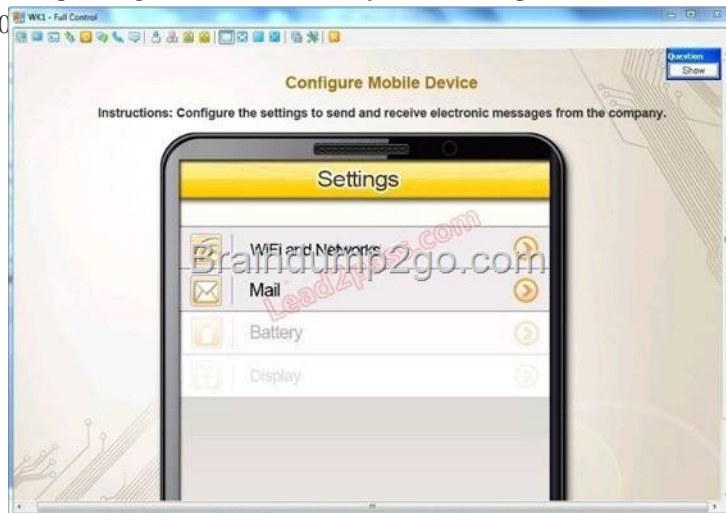 WK1 - Full Control
Question
Show
Configure Mobile Device
Instructions: Configure the settings to send and receive electronic messages from the company.
Settings
WiFi and Networks
Braindump2go.com
Lead2pass.com
Mail
Battery
Display